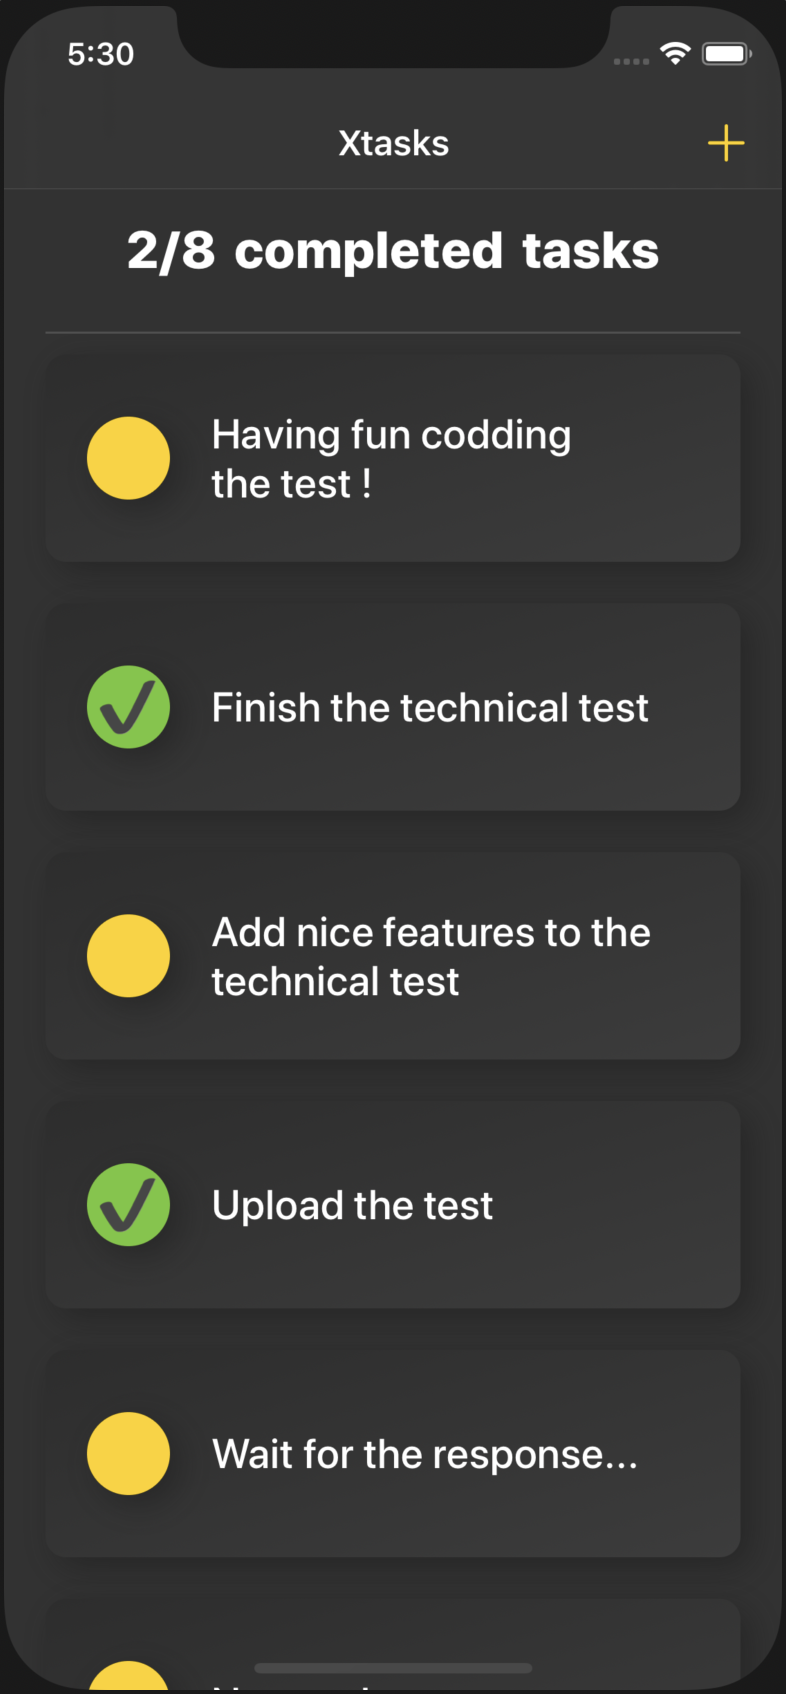 5:30
Xtasks
2/8 completed tasks
Having fun codding
the test !
Finish the technical test
Add nice features to the
technical test
Upload the test
Wait for the response...